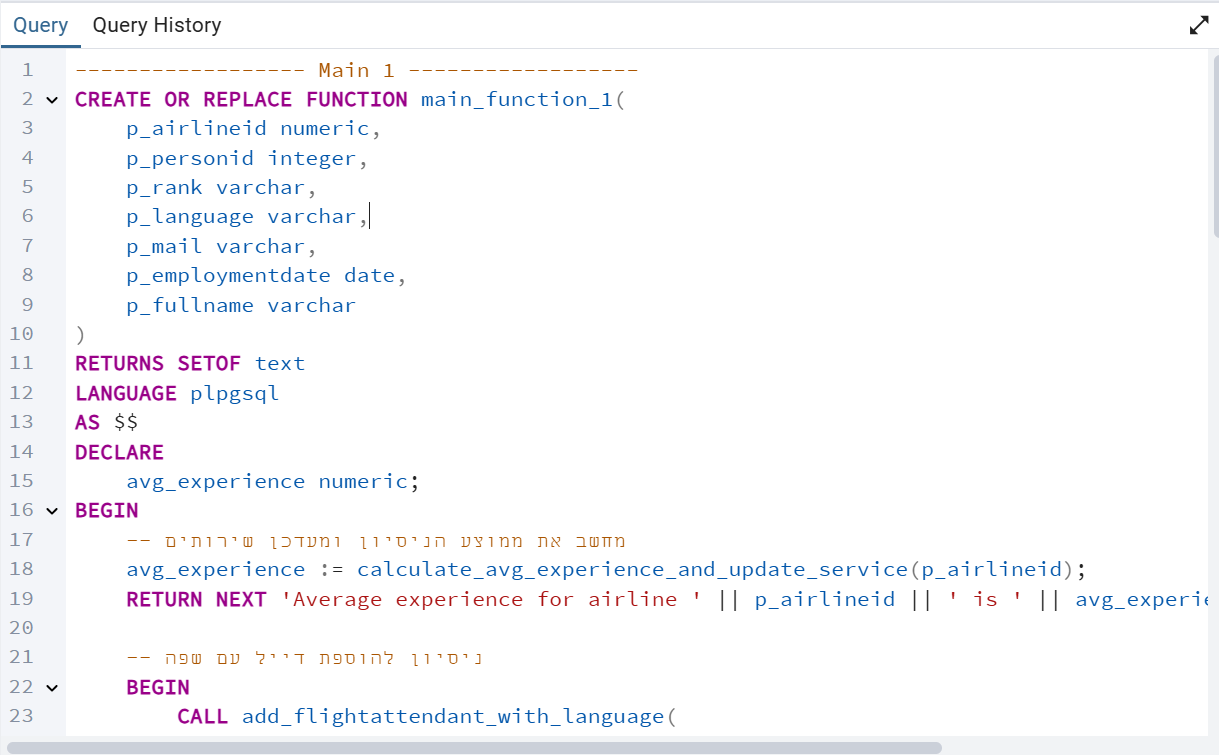 Query Query History
1 ------------------ Main 1 ------------------
2 CREATE OR REPLACE FUNCTION main_function_1(
3 p_airlineid numeric,
4 p_personid integer,
5 p_rank varchar,
6 p_language varchar,
7 p_mail varchar,
8 p_employmentdate date,
9 p_fullname varchar
10 )
11 RETURNS SETOF text
12 LANGUAGE plpgsql
13 AS $$
14 DECLARE
15 avg_experience numeric;
16 BEGIN
17 -- מחשב את ממוצע הניסיון ומעדכן שירותים
18 avg_experience := calculate_avg_experience_and_update_service(p_airlineid);
19 RETURN NEXT 'Average experience for airline ' || p_airlineid || ' is ' ||
20
21 -- ניסיון להוספת דייל עם שפה
22 BEGIN
23 CALL add_flightattendant_with_language(